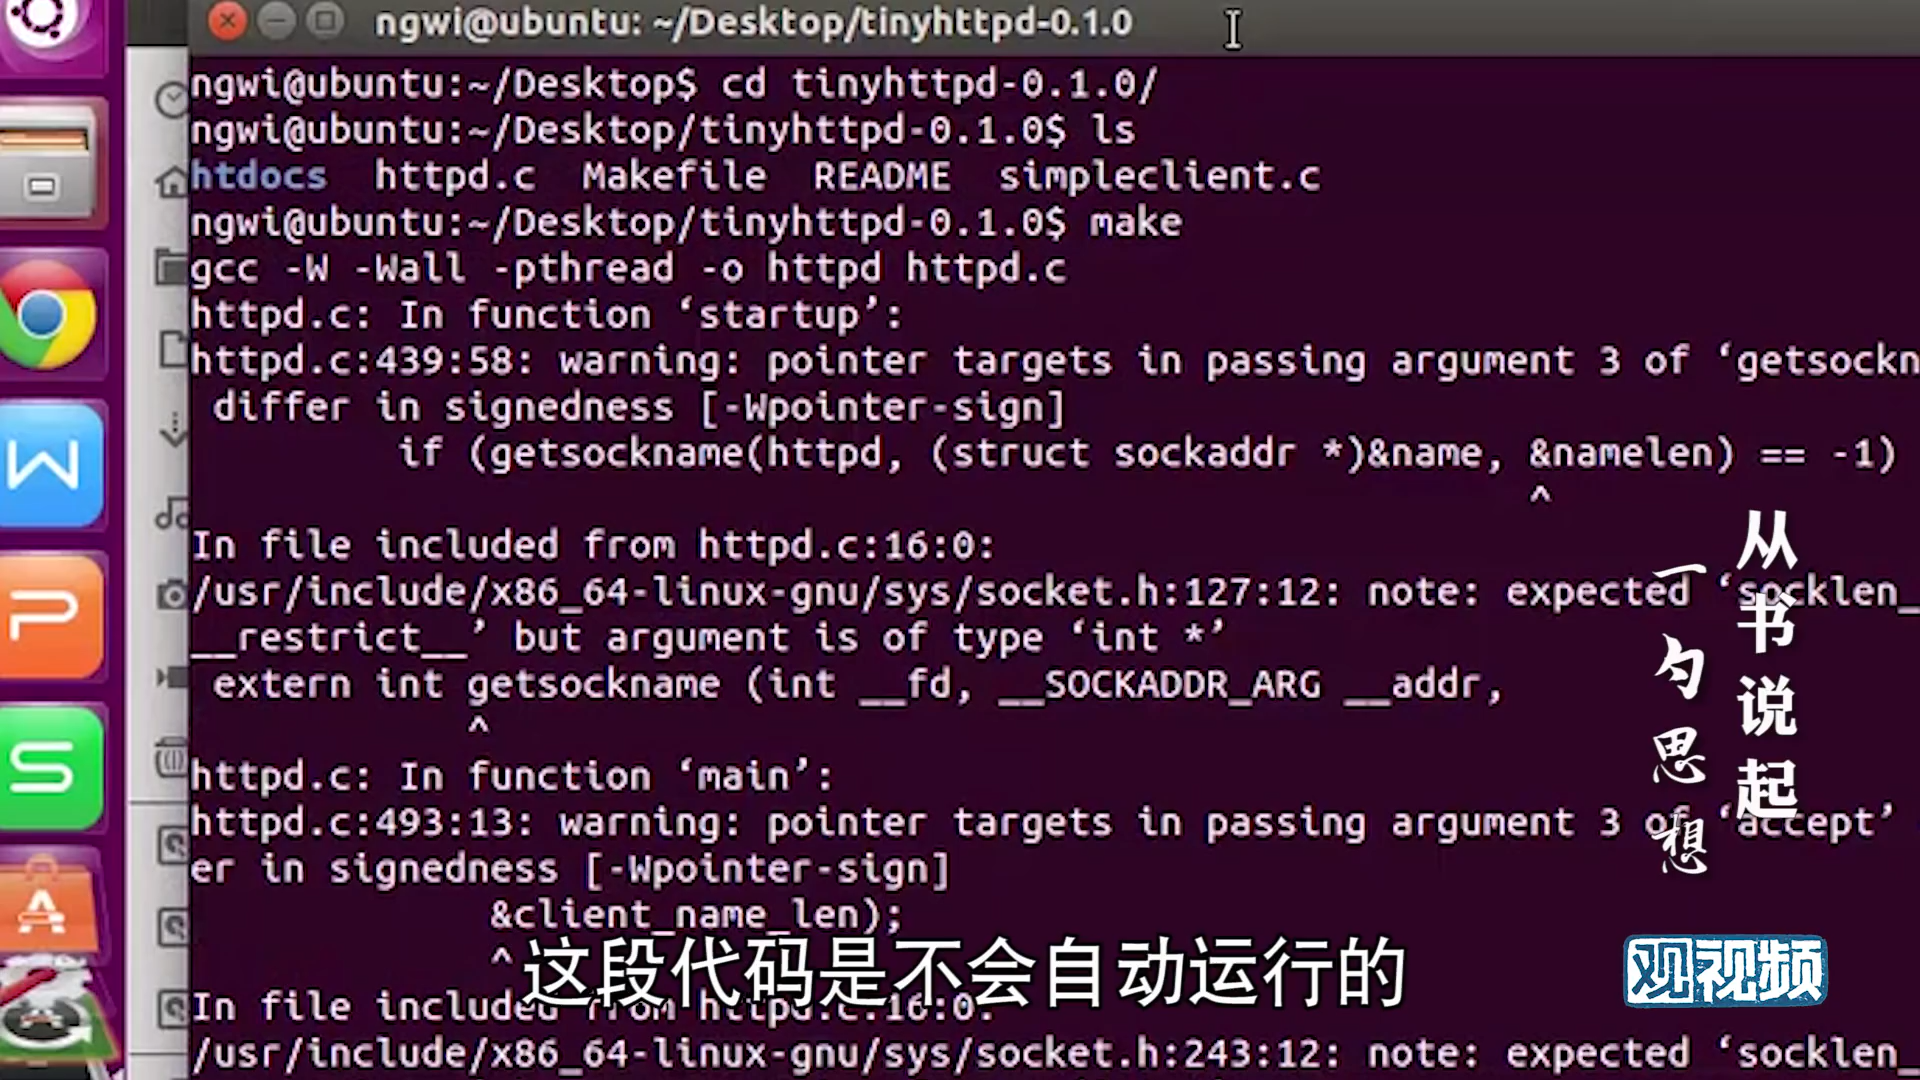 ngwi@ubuntu: ~/Desktop/tinyhttpd-0.1.0
ngwi@ubuntu:~/Desktop$ cd tinyhttpd-0.1.0/
ngwi@ubuntu:~/Desktop/tinyhttpd-0.1.0$ ls
htdocs  httpd.c  Makefile  README  simpleclient.c
ngwi@ubuntu:~/Desktop/tinyhttpd-0.1.0$ make
gcc -W -Wall -pthread -o httpd httpd.c
httpd.c: In function ‘startup’:
httpd.c:439:58: warning: pointer targets in passing argument 3 of ‘getsockn
differ in signedness [-Wpointer-sign]
if (getsockname(httpd, (struct sockaddr *)&name, &namelen) == -1)
^
In file included from httpd.c:16:0:
/usr/include/x86_64-linux-gnu/sys/socket.h:127:12: note: expected ‘socklen_
__restrict__’ but argument is of type ‘int *’
extern int getsockname (int __fd, __SOCKADDR_ARG __addr,
^
httpd.c: In function ‘main’:
httpd.c:493:13: warning: pointer targets in passing argument 3 of ‘accept’
er in signedness [-Wpointer-sign]
&client_name_len);
^
In file included from httpd.c:16:0:
/usr/include/x86_64-linux-gnu/sys/socket.h:243:12: note: expected ‘socklen_
从书说起
一勺思想
观视频
这段代码是不会自动运行的